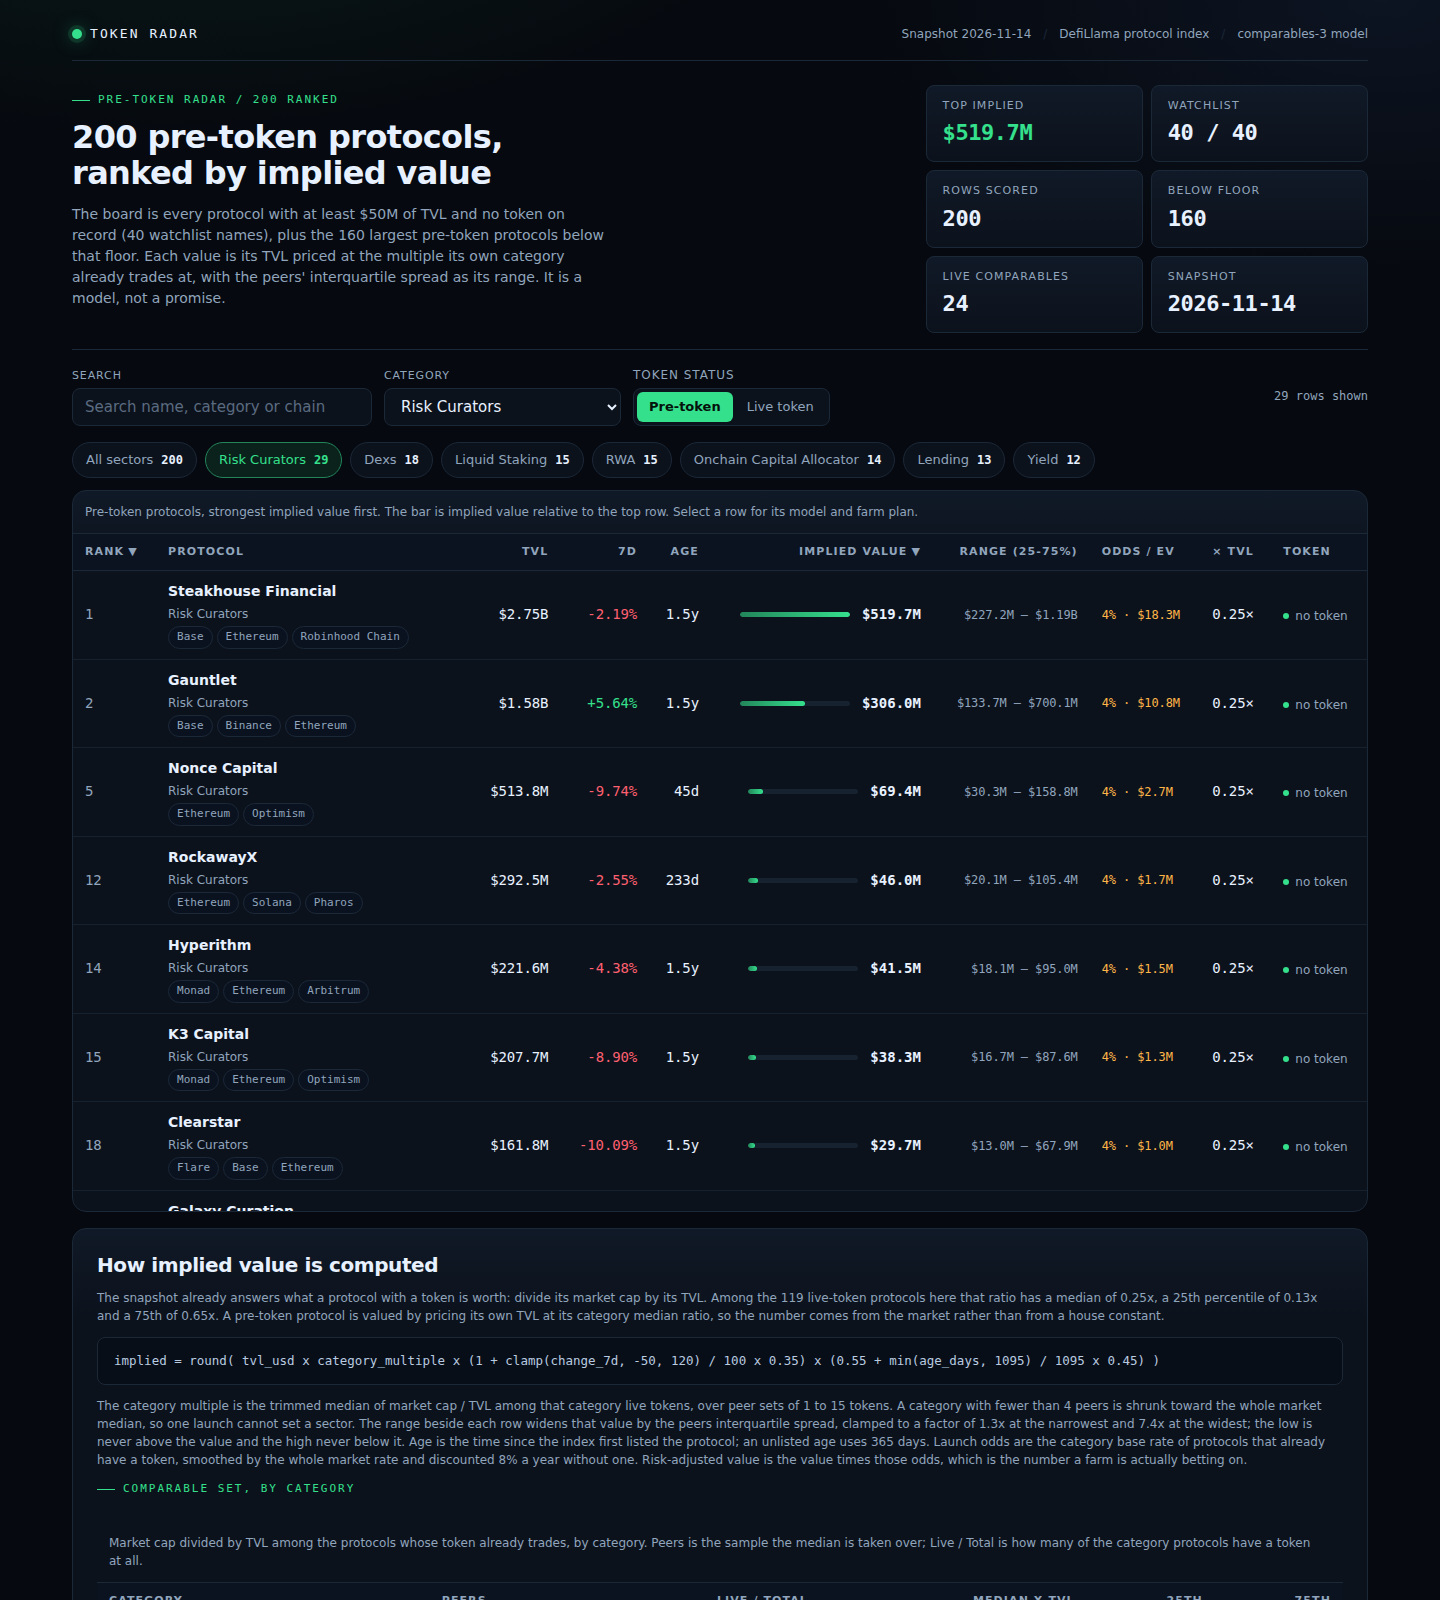 TOKEN RADAR
Snapshot 2026-11-14 / DefiLlama protocol index / comparables-3 model
PRE-TOKEN RADAR / 200 RANKED
200 pre-token protocols,
ranked by implied value
The board is every protocol with at least $50M of TVL and no token on
record (40 watchlist names), plus the 160 largest pre-token protocols below
that floor. Each value is its TVL priced at the multiple its own category
already trades at, with the peers' interquartile spread as its range. It is a
model, not a promise.
TOP IMPLIED
$519.7M
WATCHLIST
40 / 40
ROWS SCORED
200
BELOW FLOOR
160
LIVE COMPARABLES
24
SNAPSHOT
2026-11-14
SEARCH
Search name, category or chain
CATEGORY
Risk Curators
TOKEN STATUS
Pre-token Live token
29 rows shown
All sectors 200 Risk Curators 29 Dexs 18 Liquid Staking 15 RWA 15 Onchain Capital Allocator 14 Lending 13 Yield 12
Pre-token protocols, strongest implied value first. The bar is implied value relative to the top row. Select a row for its model and farm plan.
RANK ▼ PROTOCOL TVL 7D AGE IMPLIED VALUE ▼ RANGE (25-75%) ODDS / EV × TVL TOKEN
Steakhouse Financial
1 Risk Curators $2.75B -2.19% 1.5y $519.7M $227.2M — $1.19B 4% · $18.3M 0.25× no token
Base Ethereum Robinhood Chain
Gauntlet
2 Risk Curators $1.58B +5.64% 1.5y $306.0M $133.7M — $700.1M 4% · $10.8M 0.25× no token
Base Binance Ethereum
Nonce Capital
5 Risk Curators $513.8M -9.74% 45d $69.4M $30.3M — $158.8M 4% · $2.7M 0.25× no token
Ethereum Optimism
RockawayX
12 Risk Curators $292.5M -2.55% 233d $46.0M $20.1M — $105.4M 4% · $1.7M 0.25× no token
Ethereum Solana Pharos
Hyperithm
14 Risk Curators $221.6M -4.38% 1.5y $41.5M $18.1M — $95.0M 4% · $1.5M 0.25× no token
Monad Ethereum Arbitrum
K3 Capital
15 Risk Curators $207.7M -8.90% 1.5y $38.3M $16.7M — $87.6M 4% · $1.3M 0.25× no token
Monad Ethereum Optimism
Clearstar
18 Risk Curators $161.8M -10.09% 1.5y $29.7M $13.0M — $67.9M 4% · $1.0M 0.25× no token
Flare Base Ethereum
Galaxy Curation
How implied value is computed
The snapshot already answers what a protocol with a token is worth: divide its market cap by its TVL. Among the 119 live-token protocols here that ratio has a median of 0.25x, a 25th percentile of 0.13x
and a 75th of 0.65x. A pre-token protocol is valued by pricing its own TVL at its category median ratio, so the number comes from the market rather than from a house constant.
implied = round( tvl_usd x category_multiple x (1 + clamp(change_7d, -50, 120) / 100 x 0.35) x (0.55 + min(age_days, 1095) / 1095 x 0.45) )
The category multiple is the trimmed median of market cap / TVL among that category live tokens, over peer sets of 1 to 15 tokens. A category with fewer than 4 peers is shrunk toward the whole market
median, so one launch cannot set a sector. The range beside each row widens that value by the peers interquartile spread, clamped to a factor of 1.3x at the narrowest and 7.4x at the widest; the low is
never above the value and the high never below it. Age is the time since the index first listed the protocol; an unlisted age uses 365 days. Launch odds are the category base rate of protocols that already
have a token, smoothed by the whole market rate and discounted 8% a year without one. Risk-adjusted value is the value times those odds, which is the number a farm is actually betting on.
COMPARABLE SET, BY CATEGORY
Market cap divided by TVL among the protocols whose token already trades, by category. Peers is the sample the median is taken over; Live / Total is how many of the category protocols have a token
at all.
CATEGORY PEERS LIVE / TOTAL MEDIAN X TVL 25TH 75TH